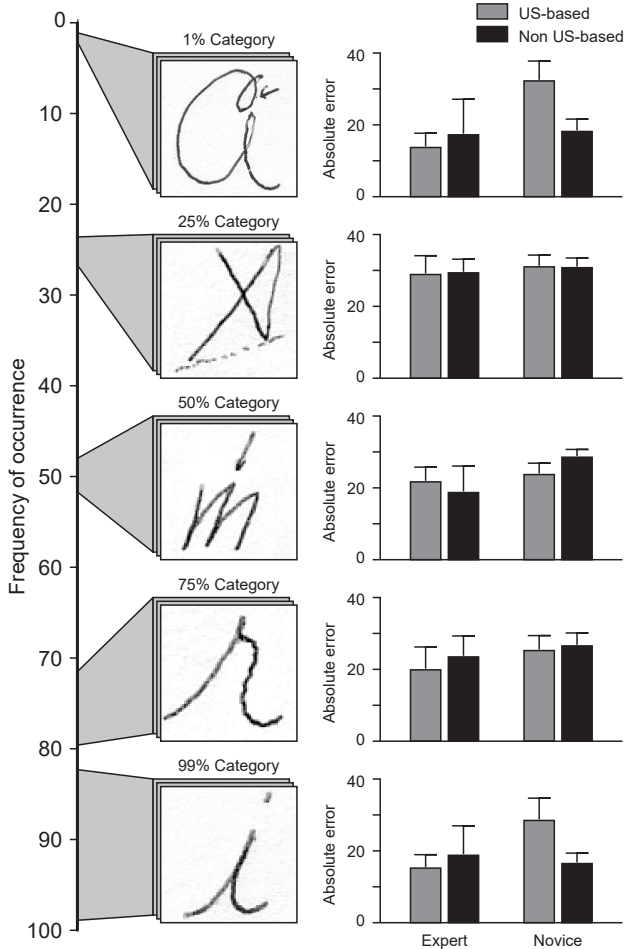 US-based
Non US-based
Frequency of occurrence
0
10
20
30
40
50
60
70
80
90
100
1% Category
a
Absolute error
40
20
0
25% Category
Absolute error
40
20
0
50% Category
m
Absolute error
40
20
0
75% Category
r
Absolute error
40
20
0
99% Category
i
Absolute error
40
20
0
Expert
Novice